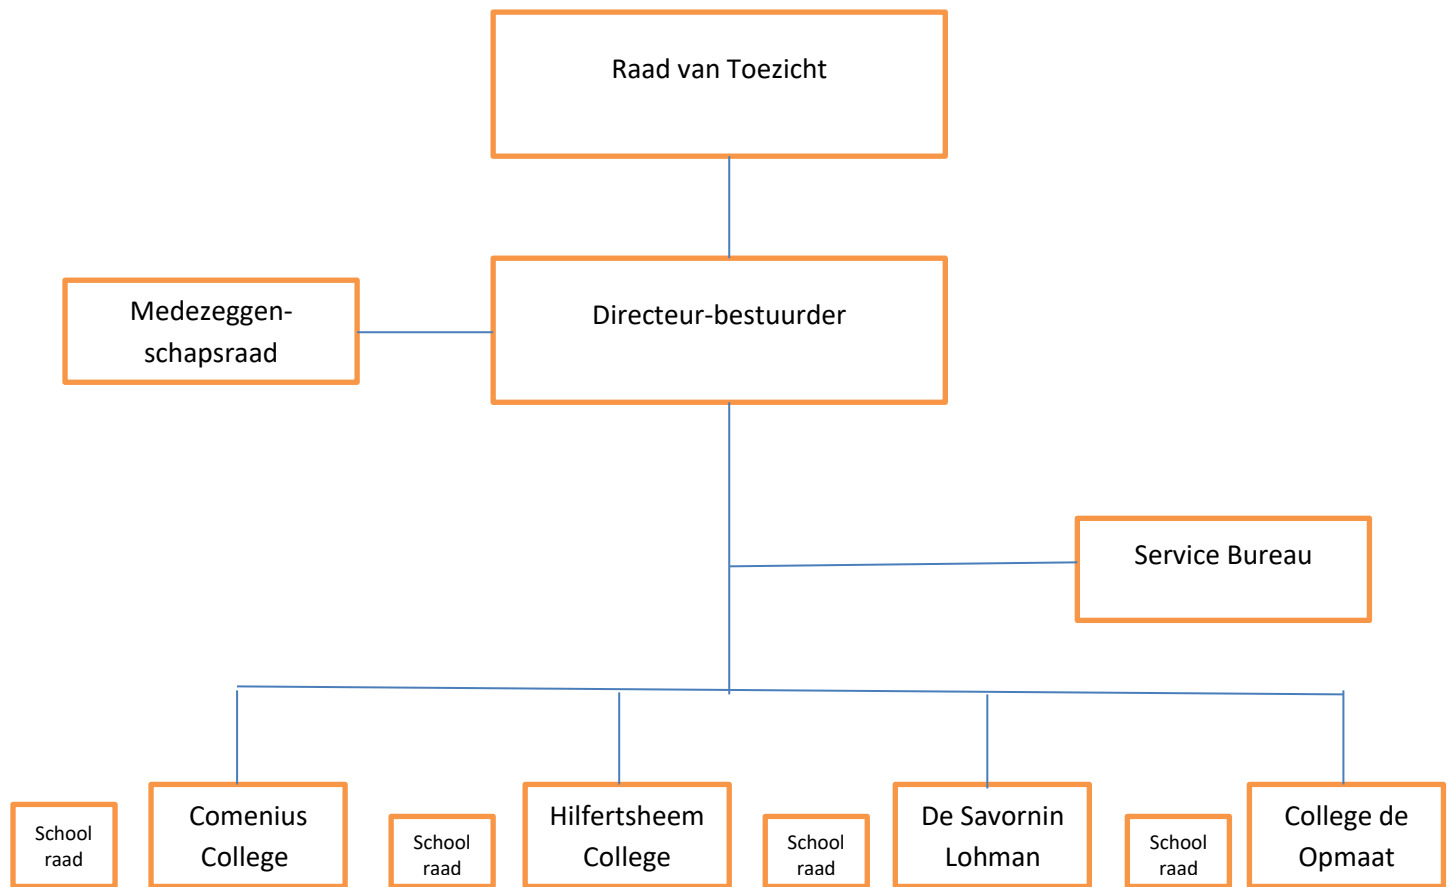 Raad van Toezicht
Medezeggen-
schapsraad
Directeur-bestuurder
Service Bureau
School
raad
Comenius
College
School
raad
Hilfertsheem
College
School
raad
De Savornin
Lohman
School
raad
College de
Opmaat